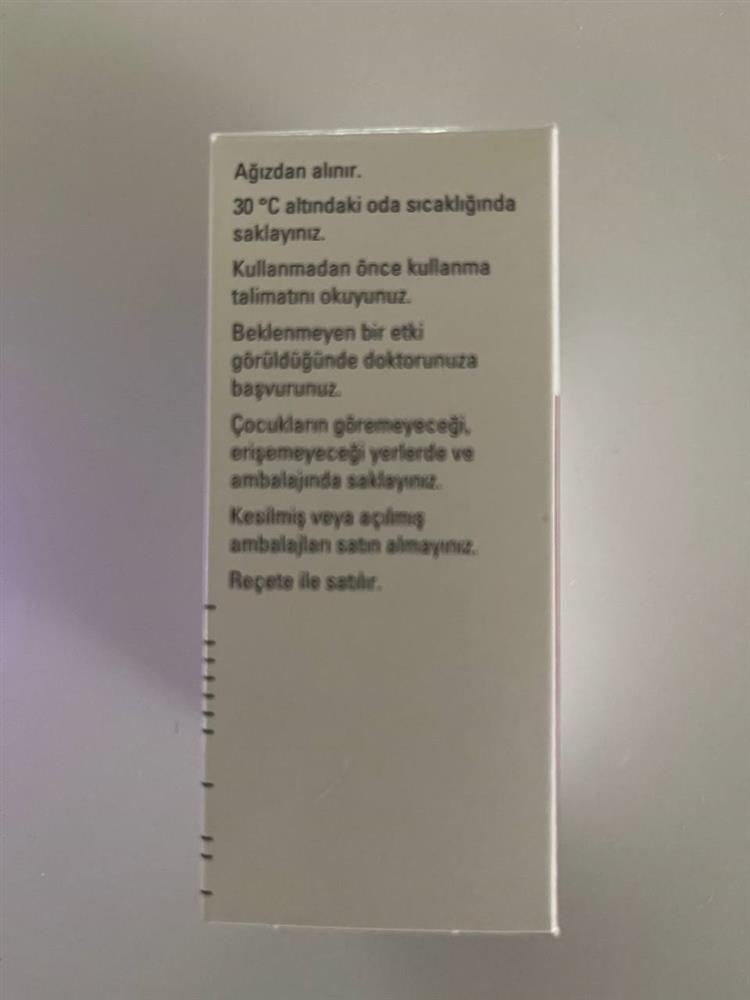 Ağızdan alınır.
30 °C altındaki oda sıcaklığında
saklayınız.
Kullanmadan önce kullanma
talimatını okuyunuz.
Beklenmeyen bir etki
görüldüğünde doktorunuza
başvurunuz.
Çocukların göremeyeceği,
erişemeyeceği yerlerde ve
ambalajında saklayınız.
Kesilmiş veya açılmış
ambalajları satın almayınız.
Reçete ile satılır.